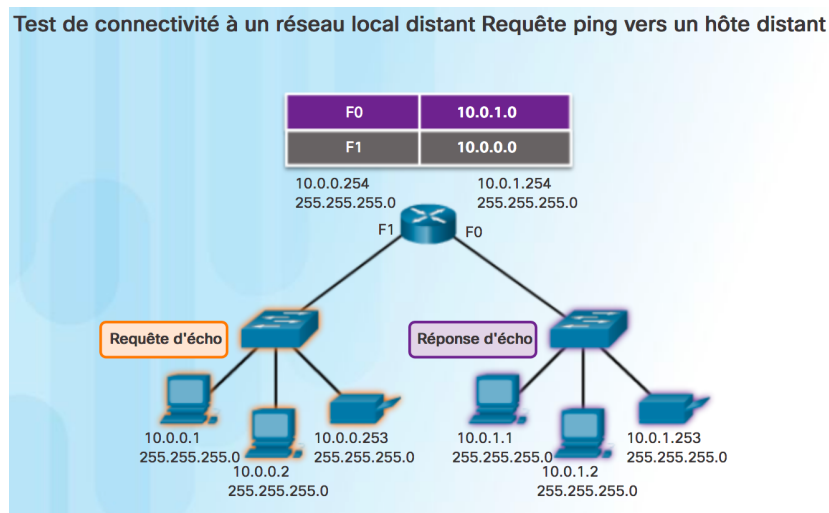 Test de connectivité à un réseau local distant Requête ping vers un hôte distant
F0 10.0.1.0
F1 10.0.0.0
10.0.0.254 10.0.1.254
255.255.255.0 255.255.255.0
F1 F0
Requête d'écho Réponse d'écho
10.0.0.1 10.0.0.253 10.0.1.1 10.0.1.253
255.255.255.0 255.255.255.0 255.255.255.0 255.255.255.0
10.0.0.2 10.0.1.2
255.255.255.0 255.255.255.0